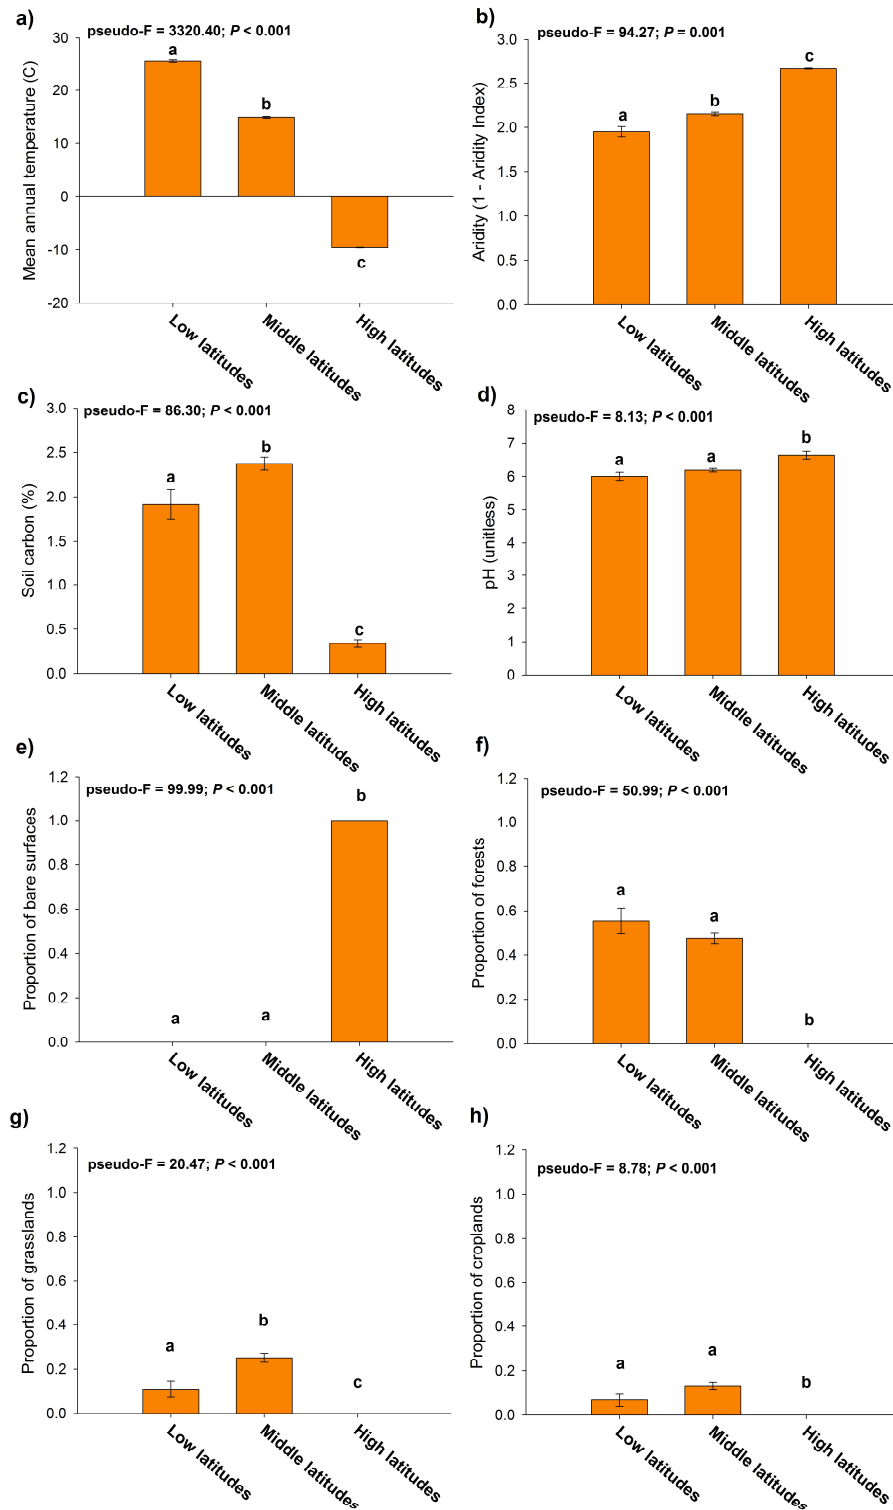 a)
pseudo-F = 3320.40; P < 0.001
Mean annual temperature (C)
30
20
10
0
-10
-20
a
b
c
Low latitudes
Middle latitudes
High latitudes
b)
pseudo-F = 94.27; P = 0.001
Aridity (1 - Aridity Index)
3.0
2.5
2.0
1.5
1.0
0.5
0.0
a
b
c
Low latitudes
Middle latitudes
High latitudes
c)
pseudo-F = 86.30; P < 0.001
Soil carbon (%)
3.0
2.5
2.0
1.5
1.0
0.5
0.0
a
b
c
Low latitudes
Middle latitudes
High latitudes
d)
pseudo-F = 8.13; P < 0.001
pH (unitless)
8
7
6
5
4
3
2
1
0
a
a
b
Low latitudes
Middle latitudes
High latitudes
e)
pseudo-F = 99.99; P < 0.001
Proportion of bare surfaces
1.2
1.0
0.8
0.6
0.4
0.2
0.0
a
a
b
Low latitudes
Middle latitudes
High latitudes
f)
pseudo-F = 50.99; P < 0.001
Proportion of forests
1.2
1.0
0.8
0.6
0.4
0.2
0.0
a
a
b
Low latitudes
Middle latitudes
High latitudes
g)
pseudo-F = 20.47; P < 0.001
Proportion of grasslands
1.2
1.0
0.8
0.6
0.4
0.2
0.0
a
b
c
Low latitudes
Middle latitudes
High latitudes
h)
pseudo-F = 8.78; P < 0.001
Proportion of croplands
1.2
1.0
0.8
0.6
0.4
0.2
0.0
a
a
b
Low latitudes
Middle latitudes
High latitudes